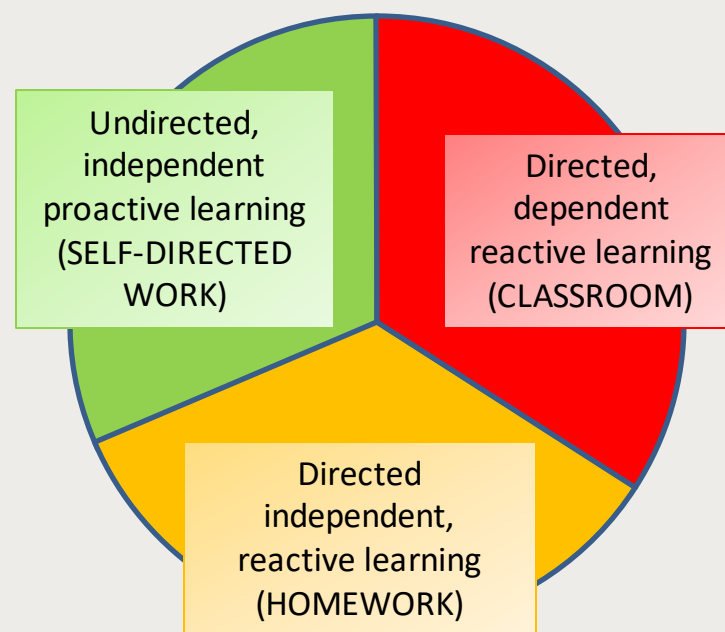 Undirected,
independent
proactive learning
(SELF-DIRECTED
WORK)
Directed,
dependent
reactive learning
(CLASSROOM)
Directed
independent,
reactive learning
(HOMEWORK)